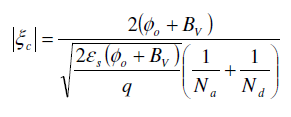 |ξc| = 2(ϕo + BV) / √(2εs(ϕo + BV) / q) (1/Na + 1/Nd)